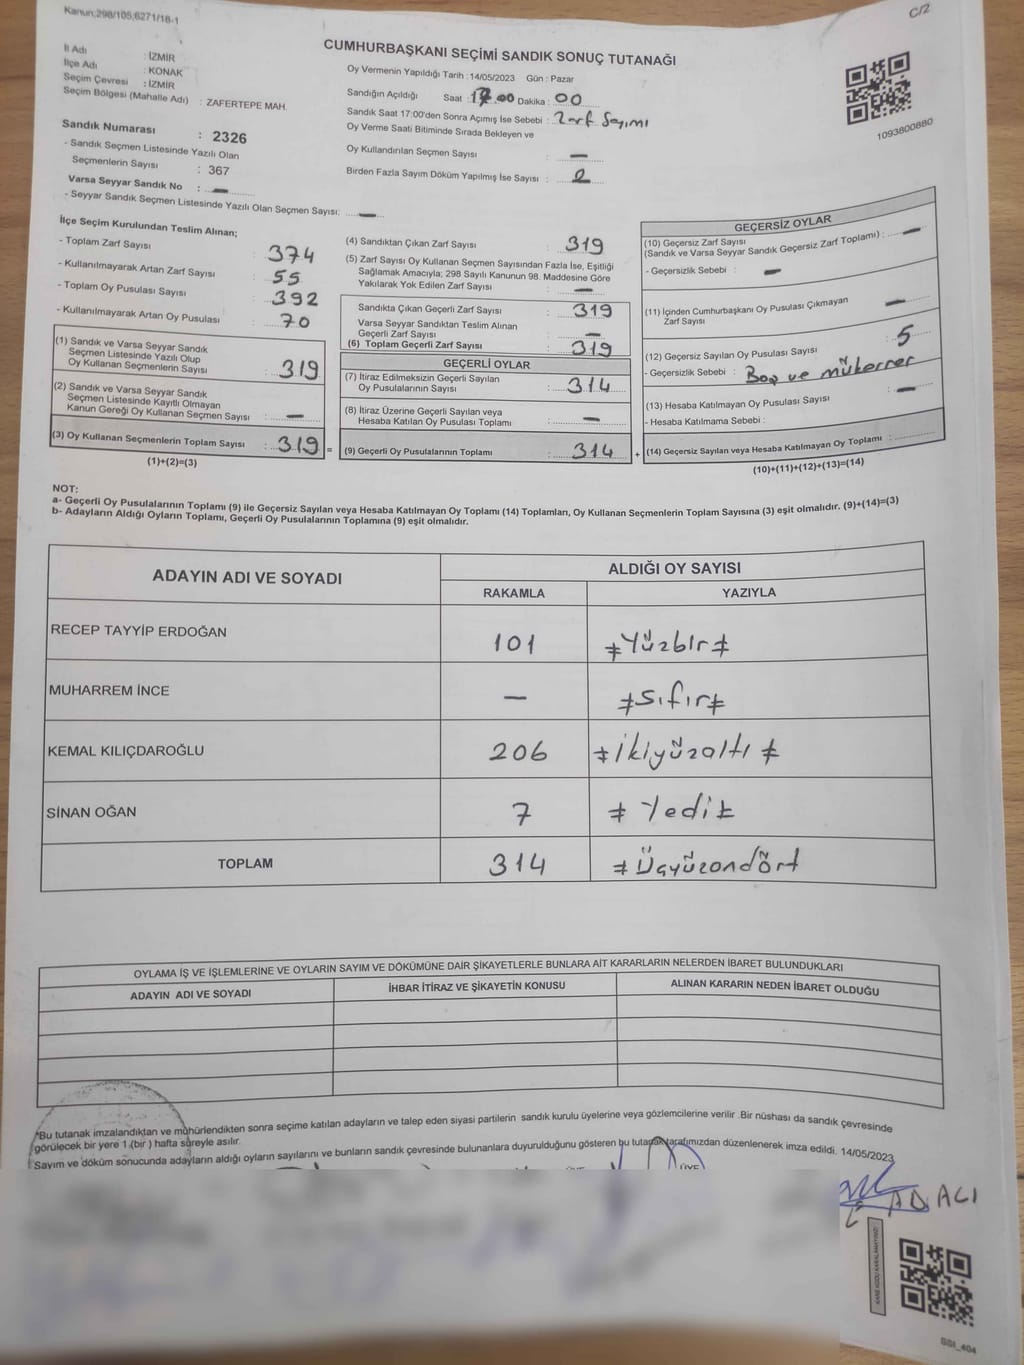 Kanun;298/105;6271/18-1
C/2
CUMHURBAŞKANI SEÇİMİ SANDIK SONUÇ TUTANAĞI
İl Adı : İZMİR
İlçe Adı : KONAK
Seçim Çevresi : İZMİR
Seçim Bölgesi (Mahalle Adı) : ZAFERTEPE MAH.
Sandık Numarası : 2326
- Sandık Seçmen Listesinde Yazılı Olan
Seçmenlerin Sayısı : 367
Varsa Seyyar Sandık No : —
- Seyyar Sandık Seçmen Listesinde Yazılı Olan Seçmen Sayısı: —
Oy Vermenin Yapıldığı Tarih : 14/05/2023 Gün : Pazar
Sandığın Açıldığı Saat : 17.00 Dakika : 00
Sandık Saat 17:00'den Sonra Açımış İse Sebebi : Zarf Sayımı
Oy Verme Saati Bitiminde Sırada Bekleyen ve
Oy Kullandırılan Seçmen Sayısı : —
Birden Fazla Sayım Döküm Yapılmış İse Sayısı : 2
1093800880
İlçe Seçim Kurulundan Teslim Alınan;
- Toplam Zarf Sayısı : 374
- Kullanılmayarak Artan Zarf Sayısı : 55
- Toplam Oy Pusulası Sayısı : 392
- Kullanılmayarak Artan Oy Pusulası : 70
(1) Sandık ve Varsa Seyyar Sandık
Seçmen Listesinde Yazılı Olup
Oy Kullanan Seçmenlerin Sayısı : 319
(2) Sandık ve Varsa Seyyar Sandık
Seçmen Listesinde Kayıtlı Olmayan
Kanun Gereği Oy Kullanan Seçmen Sayısı : —
(3) Oy Kullanan Seçmenlerin Toplam Sayısı : 319 =
(1)+(2)=(3)
(4) Sandıktan Çıkan Zarf Sayısı : 319
(5) Zarf Sayısı Oy Kullanan Seçmen Sayısından Fazla İse, Eşitliği
Sağlamak Amacıyla; 298 Sayılı Kanunun 98. Maddesine Göre
Yakılarak Yok Edilen Zarf Sayısı : —
Sandıkta Çıkan Geçerli Zarf Sayısı : 319
Varsa Seyyar Sandıktan Teslim Alınan
Geçerli Zarf Sayısı : —
(6) Toplam Geçerli Zarf Sayısı : 319
GEÇERLİ OYLAR
(7) İtiraz Edilmeksizin Geçerli Sayılan
Oy Pusulalarının Sayısı : 314
(8) İtiraz Üzerine Geçerli Sayılan veya
Hesaba Katılan Oy Pusulası Toplamı : —
(9) Geçerli Oy Pusulalarının Toplamı : 314 +
GEÇERSİZ OYLAR
(10) Geçersiz Zarf Sayısı
(Sandık ve Varsa Seyyar Sandık Geçersiz Zarf Toplamı) : —
- Geçersizlik Sebebi : —
(11) İçinden Cumhurbaşkanı Oy Pusulası Çıkmayan
Zarf Sayısı —
(12) Geçersiz Sayılan Oy Pusulası Sayısı : 5
- Geçersizlik Sebebi : Boş ve mükerrer
(13) Hesaba Katılmayan Oy Pusulası Sayısı : —
- Hesaba Katılmama Sebebi :
(14) Geçersiz Sayılan veya Hesaba Katılmayan Oy Toplamı :
(10)+(11)+(12)+(13)=(14)
NOT:
a- Geçerli Oy Pusulalarının Toplamı (9) ile Geçersiz Sayılan veya Hesaba Katılmayan Oy Toplamı (14) Toplamları, Oy Kullanan Seçmenlerin Toplam Sayısına (3) eşit olmalıdır. (9)+(14)=(3)
b- Adayların Aldığı Oyların Toplamı, Geçerli Oy Pusulalarının Toplamına (9) eşit olmalıdır.
ADAYIN ADI VE SOYADI
ALDIĞI OY SAYISI
RAKAMLA YAZIYLA
RECEP TAYYİP ERDOĞAN 101 ≠Yüzbir≠
MUHARREM İNCE — ≠Sıfır≠
KEMAL KILIÇDAROĞLU 206 ≠İkiyüzaltı≠
SİNAN OĞAN 7 ≠Yedi≠
TOPLAM 314 ≠Üçyüzondört
OYLAMA İŞ VE İŞLEMLERİNE VE OYLARIN SAYIM VE DÖKÜMÜNE DAİR ŞİKAYETLERLE BUNLARA AİT KARARLARIN NELERDEN İBARET BULUNDUKLARI
ADAYIN ADI VE SOYADI İHBAR İTİRAZ VE ŞİKAYETİN KONUSU ALINAN KARARIN NEDEN İBARET OLDUĞU
*Bu tutanak imzalandıktan ve mühürlendikten sonra seçime katılan adayların ve talep eden siyasi partilerin sandık kurulu üyelerine veya gözlemcilerine verilir .Bir nüshası da sandık çevresinde
görülecek bir yere 1 (bir ) hafta süreyle asılır.
Sayım ve döküm sonucunda adayların aldığı oyların sayılarını ve bunların sandık çevresinde bulunanlara duyurulduğunu gösteren bu tutanak tarafımızdan düzenlenerek imza edildi. 14/05/2023
ÜYE
ADALI
KARE KODU KARALAMAYINIZ!
SSI_404